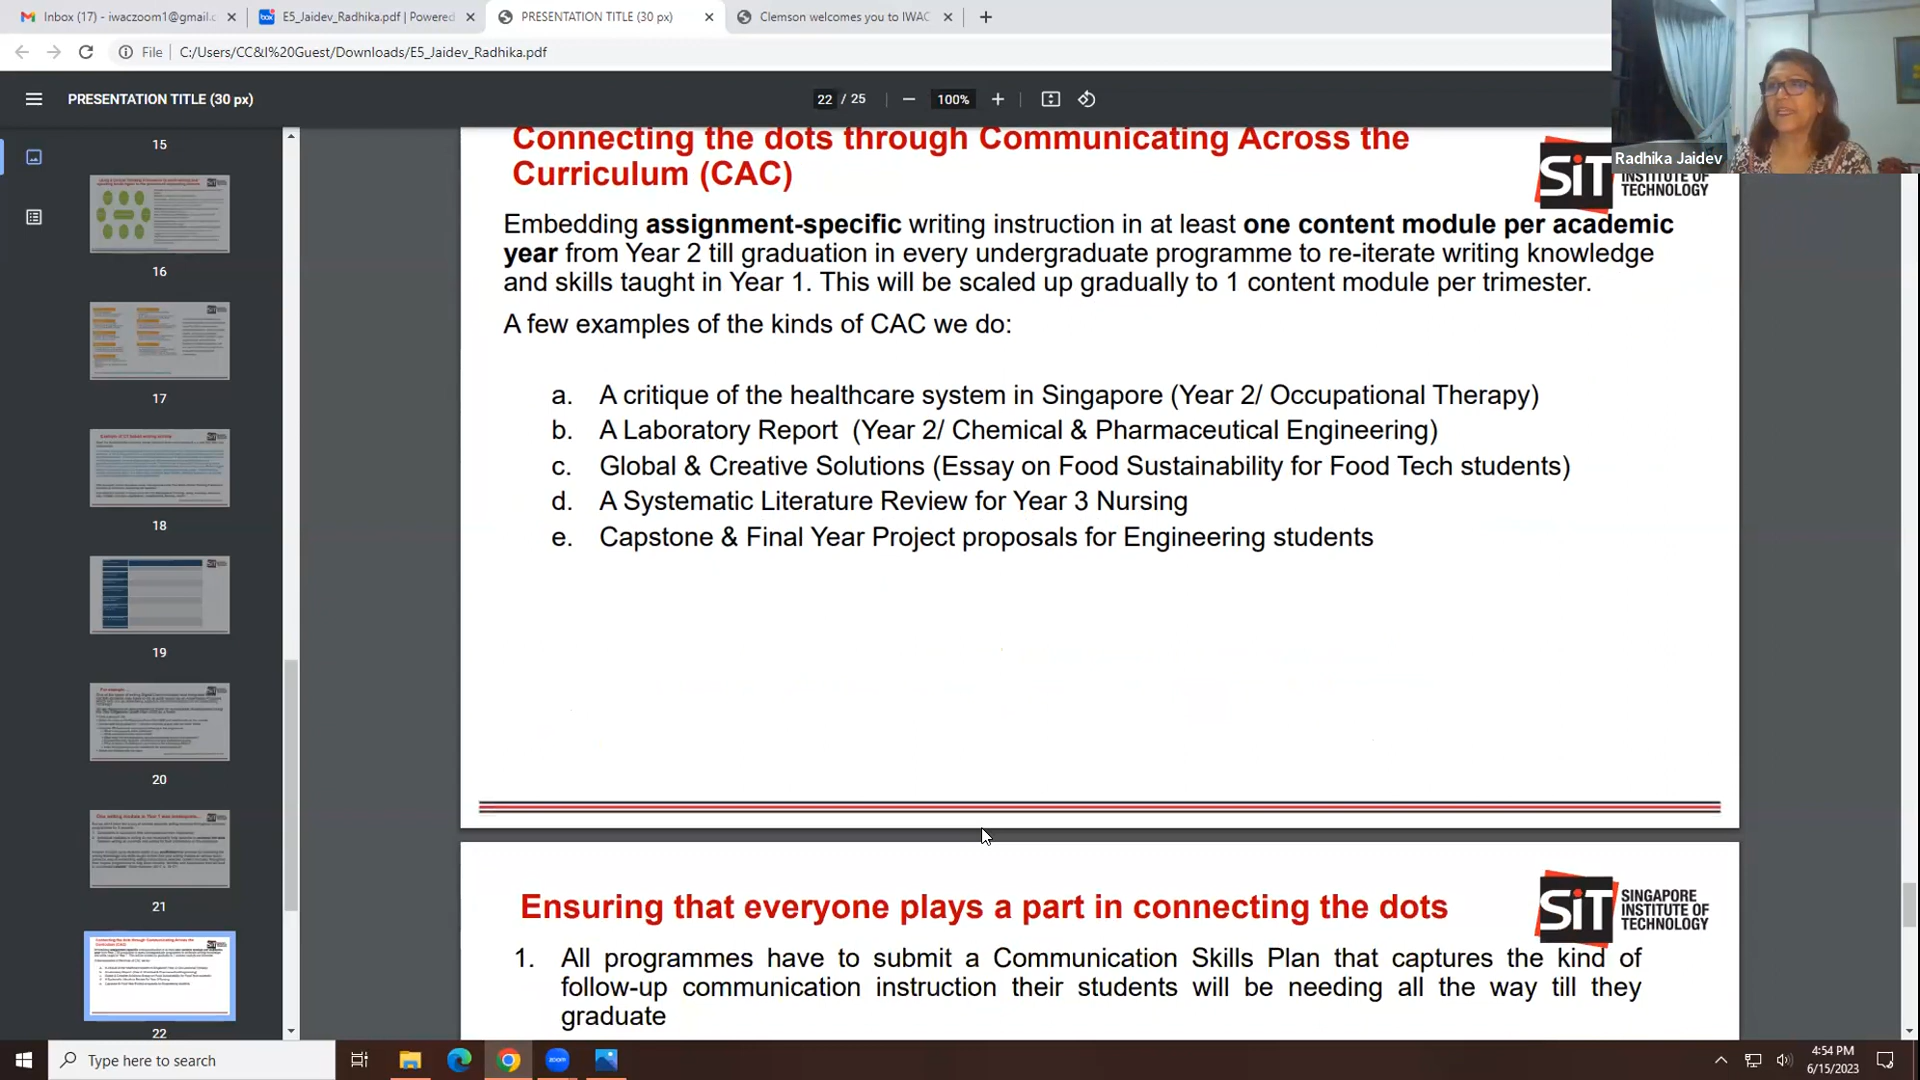 Inbox (17) - iwaczoom1@gmail.c
E5_Jaidev_Radhika.pdf | Powered
PRESENTATION TITLE (30 px)
Clemson welcomes you to IWAC
File
C:/Users/CC&I%20Guest/Downloads/E5_Jaidev_Radhika.pdf
PRESENTATION TITLE (30 px)
22 / 25
100%
Radhika Jaidev
15
16
17
18
19
20
21
22
Connecting the dots through Communicating Across the
Curriculum (CAC)
SiT
INSTITUTE OF
TECHNOLOGY
Embedding assignment-specific writing instruction in at least one content module per academic
year from Year 2 till graduation in every undergraduate programme to re-iterate writing knowledge
and skills taught in Year 1. This will be scaled up gradually to 1 content module per trimester.
A few examples of the kinds of CAC we do:
a. A critique of the healthcare system in Singapore (Year 2/ Occupational Therapy)
b. A Laboratory Report (Year 2/ Chemical & Pharmaceutical Engineering)
c. Global & Creative Solutions (Essay on Food Sustainability for Food Tech students)
d. A Systematic Literature Review for Year 3 Nursing
e. Capstone & Final Year Project proposals for Engineering students
Ensuring that everyone plays a part in connecting the dots
SiT
SINGAPORE
INSTITUTE OF
TECHNOLOGY
1. All programmes have to submit a Communication Skills Plan that captures the kind of
follow-up communication instruction their students will be needing all the way till they
graduate
Type here to search
zoom
4:54 PM
6/15/2023